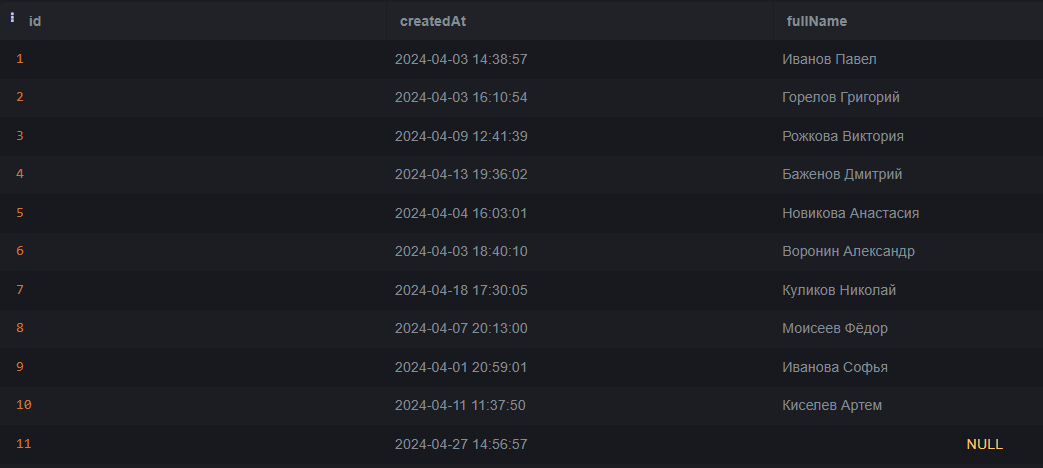 id createdAt fullName
1 2024-04-03 14:38:57 Иванов Павел
2 2024-04-03 16:10:54 Горелов Григорий
3 2024-04-09 12:41:39 Рожкова Виктория
4 2024-04-13 19:36:02 Баженов Дмитрий
5 2024-04-04 16:03:01 Новикова Анастасия
6 2024-04-03 18:40:10 Воронин Александр
7 2024-04-18 17:30:05 Куликов Николай
8 2024-04-07 20:13:00 Моисеев Фёдор
9 2024-04-01 20:59:01 Иванова Софья
10 2024-04-11 11:37:50 Киселев Артем
11 2024-04-27 14:56:57 NULL